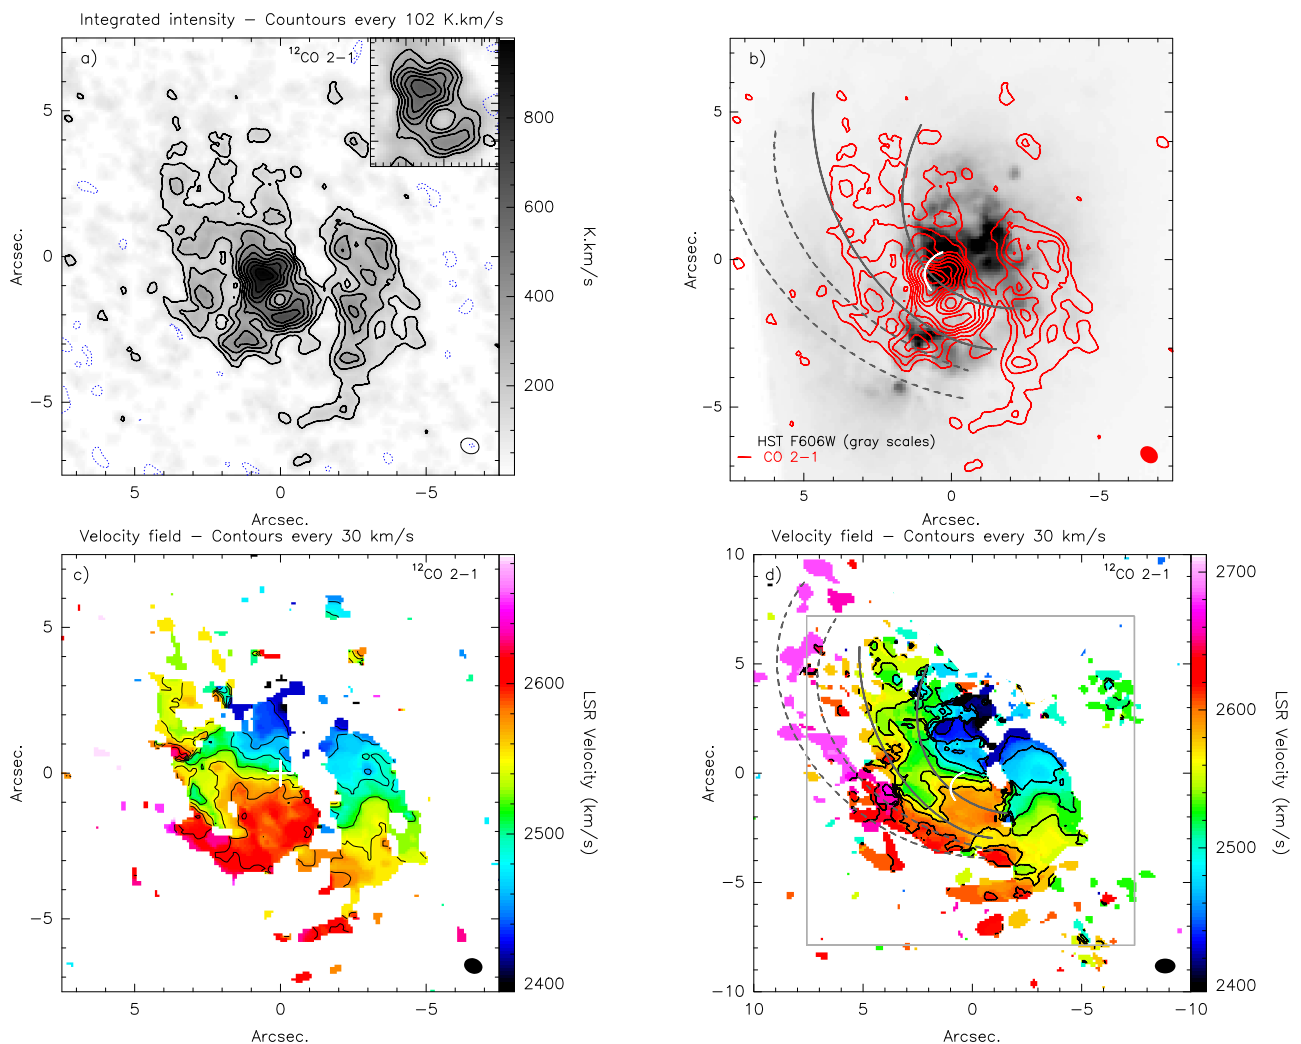 Integrated intensity − Countours every 102 K.km/s
a)
¹²CO 2−1
5
0
−5
Arcsec.
5
0
−5
Arcsec.
800
600
400
200
K.km/s
b)
5
0
−5
Arcsec.
HST F606W (gray scales)
CO 2−1
5
0
−5
Arcsec.
Velocity field − Contours every 30 km/s
c)
¹²CO 2−1
5
0
−5
Arcsec.
5
0
−5
Arcsec.
2600
2500
2400
LSR Velocity (km/s)
Velocity field − Contours every 30 km/s
d)
¹²CO 2−1
10
5
0
−5
−10
Arcsec.
10
5
0
−5
−10
Arcsec.
2700
2600
2500
2400
LSR Velocity (km/s)